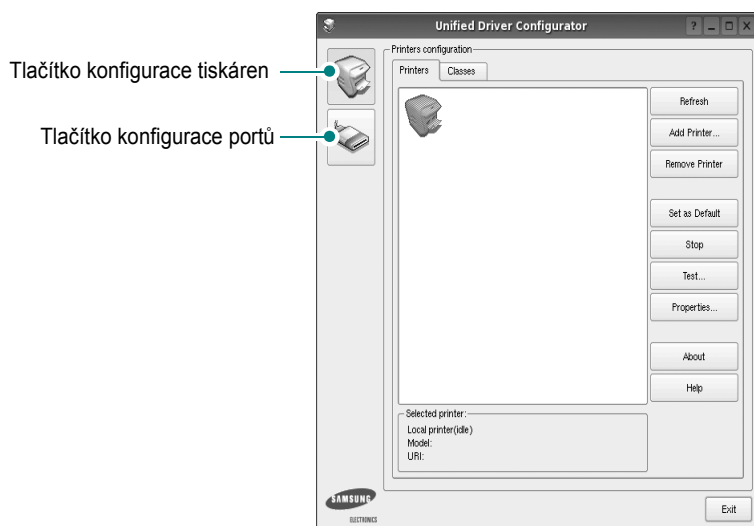 Unified Driver Configurator
Tlačítko konfigurace tiskáren
Tlačítko konfigurace portů
Printers configuration
Printers
Classes
Refresh
Add Printer...
Remove Printer
Set as Default
Stop
Test...
Properties...
About
Help
Selected printer:
Local printer(idle)
Model:
URI:
SAMSUNG
ELECTRONICS
Exit